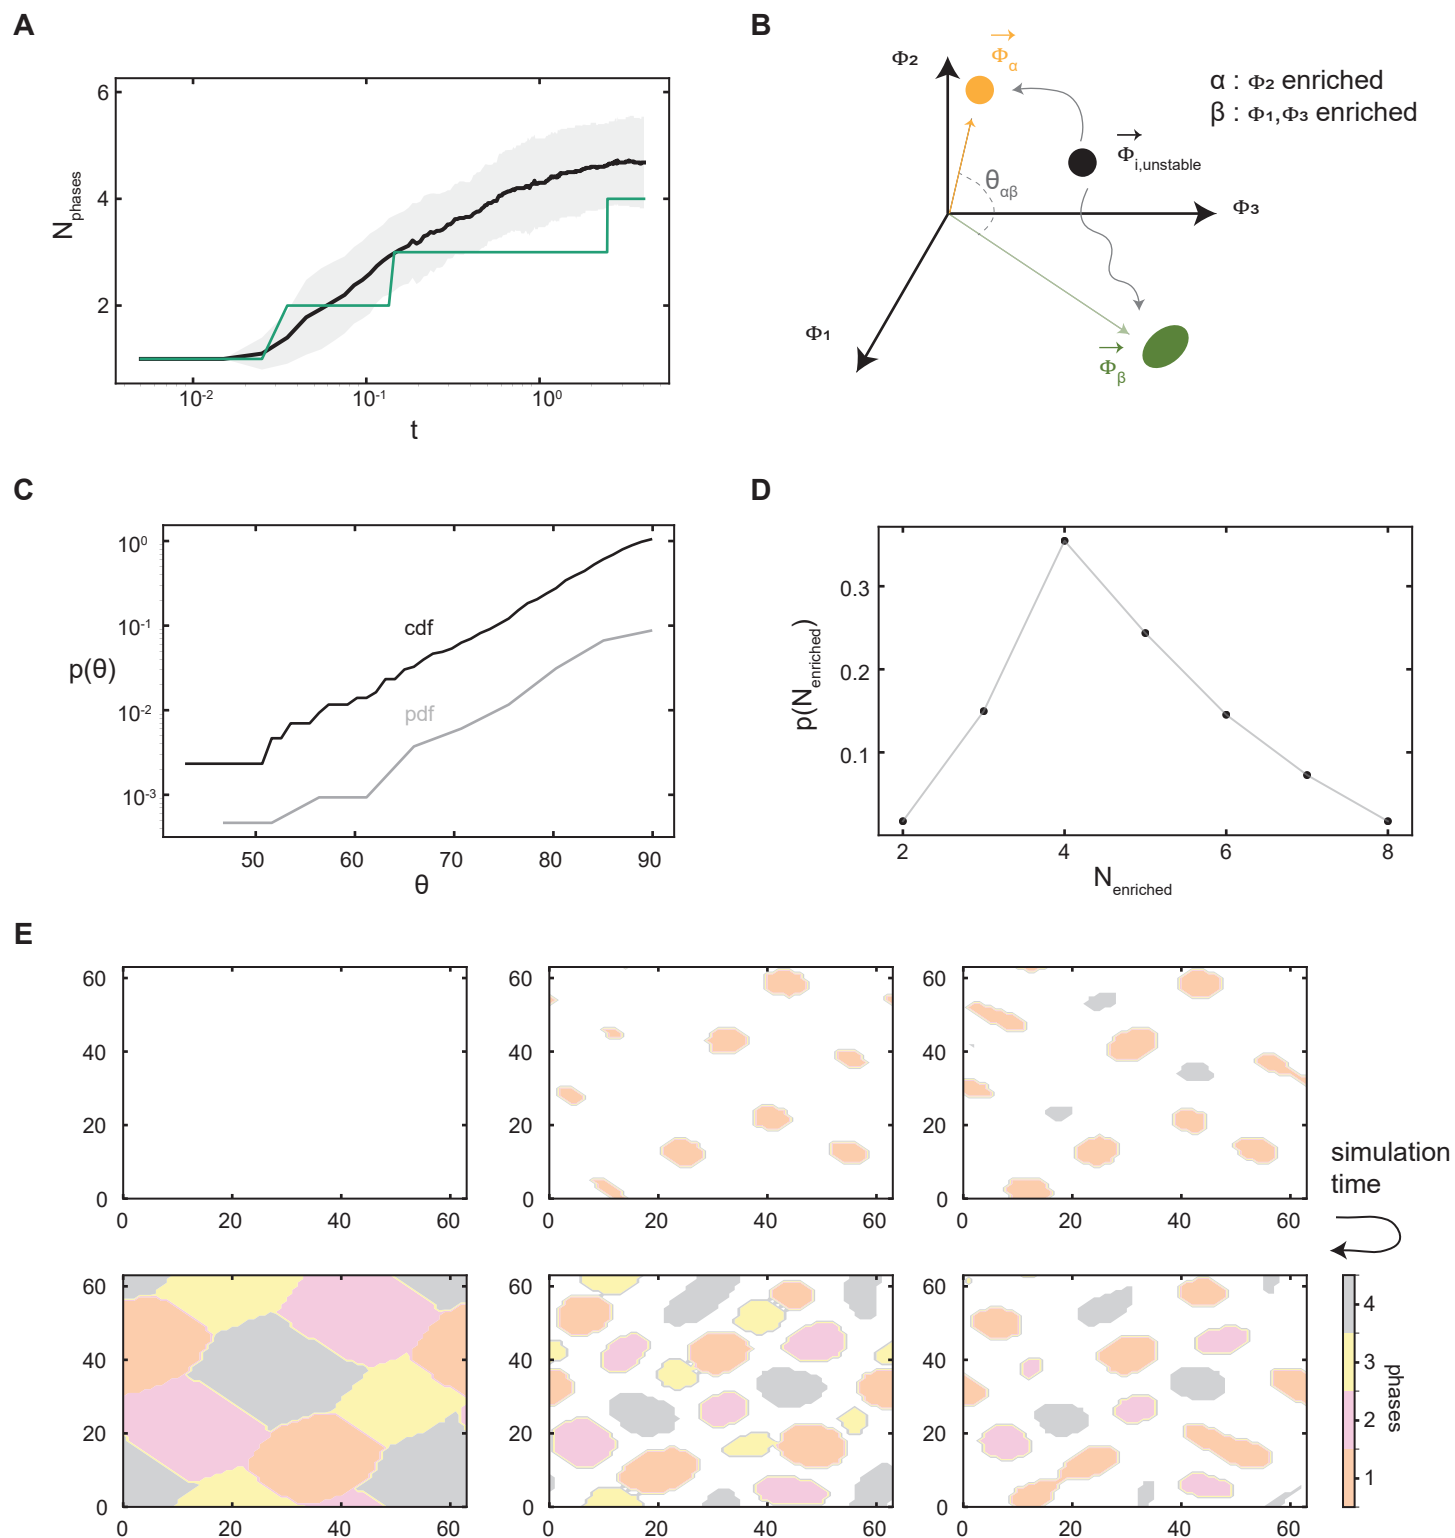 A
6
4
2
N phases
10-2
10-1
100
t
B
Φ2
Φα
α : Φ2 enriched
β : Φ1,Φ3 enriched
Φi,unstable
θαβ
Φ3
Φ1
Φβ
C
100
10-1
10-2
10-3
p(θ)
cdf
pdf
50 60 70 80 90
θ
D
0.3
0.2
0.1
p(Nenriched)
2 4 6 8
Nenriched
E
60
40
20
0
0 20 40 60
60
40
20
0
0 20 40 60
60
40
20
0
0 20 40 60
simulation
time
60
40
20
0
0 20 40 60
60
40
20
0
0 20 40 60
60
40
20
0
0 20 40 60
4
3
2
1
phases